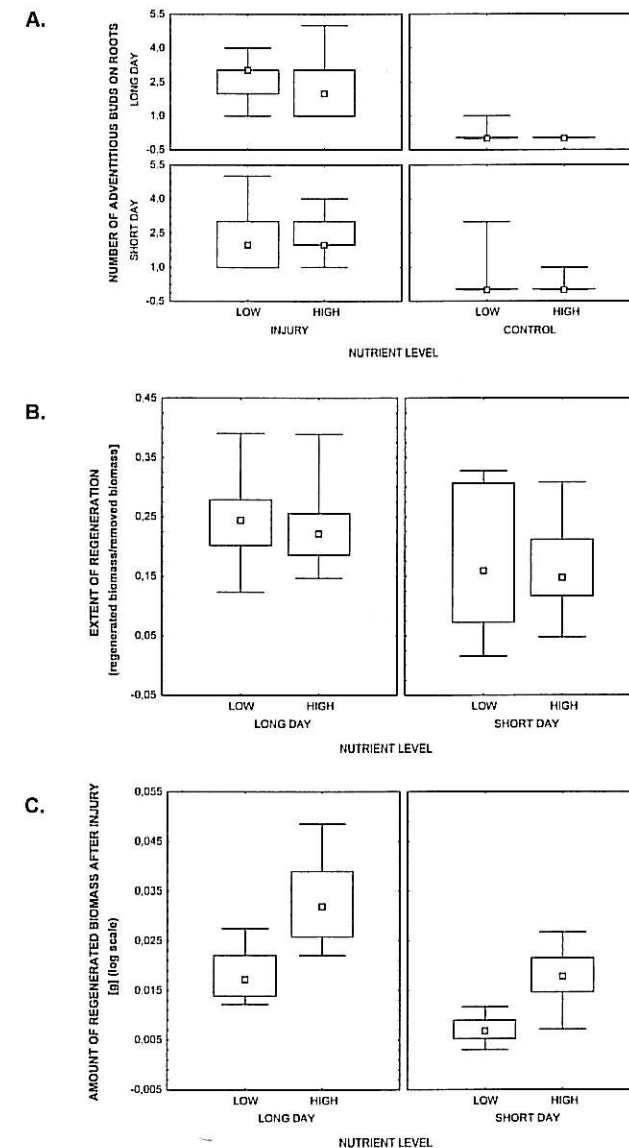 A.
NUMBER OF ADVENTITIOUS BUDS ON ROOTS
LONG DAY
5.5
4.0
2.5
1.0
-0.5
SHORT DAY
5.5
4.0
2.5
1.0
-0.5
LOW HIGH LOW HIGH
INJURY CONTROL
NUTRIENT LEVEL
B.
EXTENT OF REGENERATION
(regenerated biomass/removed biomass]
0,45
0,35
0,25
0,15
0,05
-0,05
LOW HIGH LOW HIGH
LONG DAY SHORT DAY
NUTRIENT LEVEL
C.
AMOUNT OF REGENERATED BIOMASS AFTER INJURY
[g] (log scale)
0,055
0,045
0,035
0,025
0,015
0,005
-0,005
LOW HIGH LOW HIGH
LONG DAY SHORT DAY
NUTRIENT LEVEL